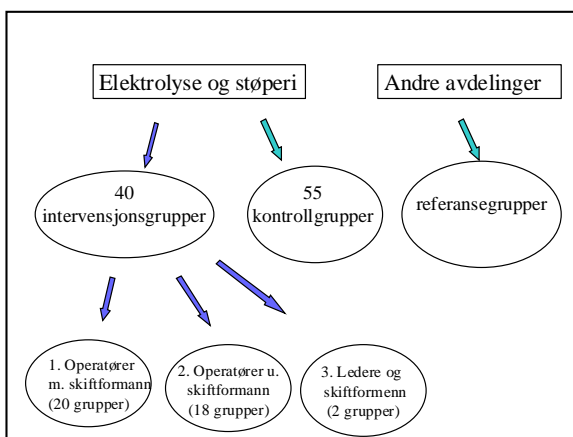 Elektrolyse og støperi
Andre avdelinger
40
intervensjonsgrupper
55
kontrollgrupper
referansegrupper
1. Operatører
m. skiftformann
(20 grupper)
2. Operatører u.
skiftformann
(18 grupper)
3. Ledere og
skiftformenn
(2 grupper)